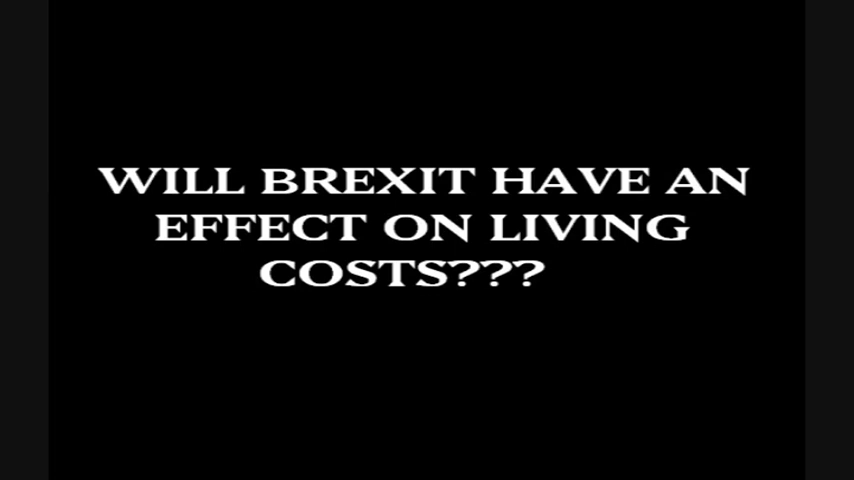 WILL BREXIT HAVE AN
EFFECT ON LIVING
COSTS???